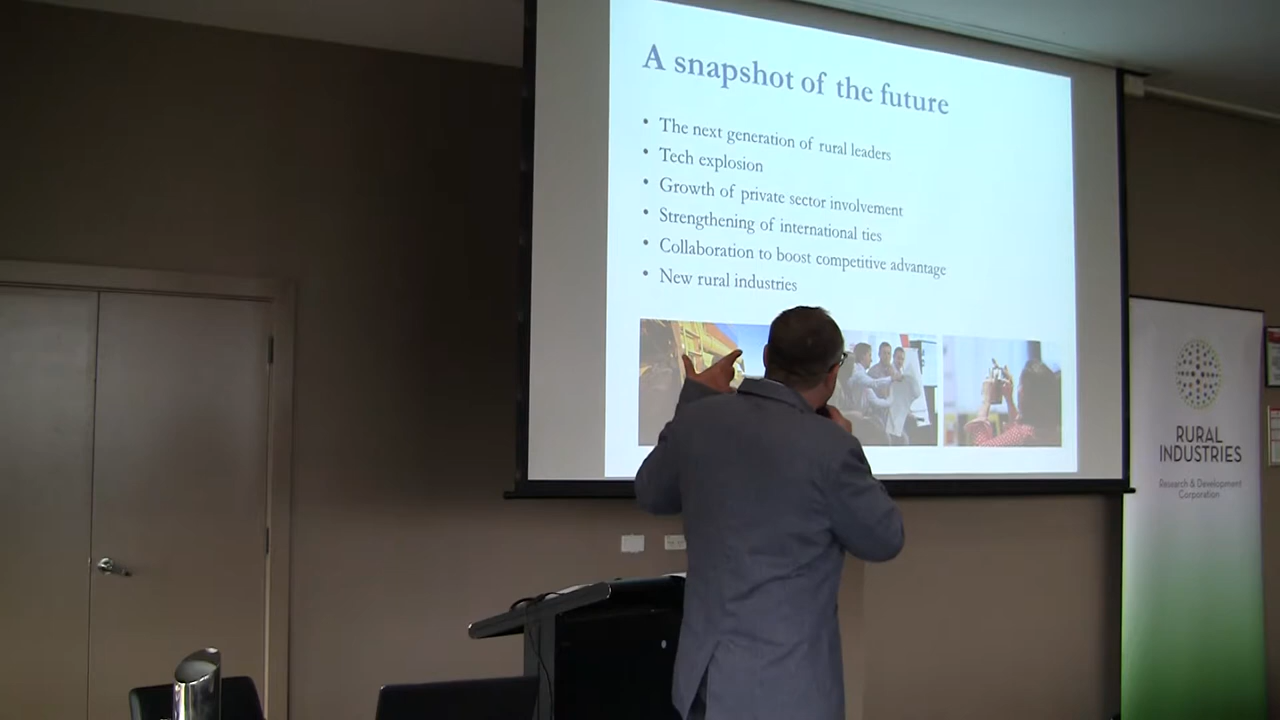 A snapshot of the future
• The next generation of rural leaders
• Tech explosion
• Growth of private sector involvement
• Strengthening of international ties
• Collaboration to boost competitive advantage
• New rural industries
RURAL
INDUSTRIES
Research & Development
Corporation